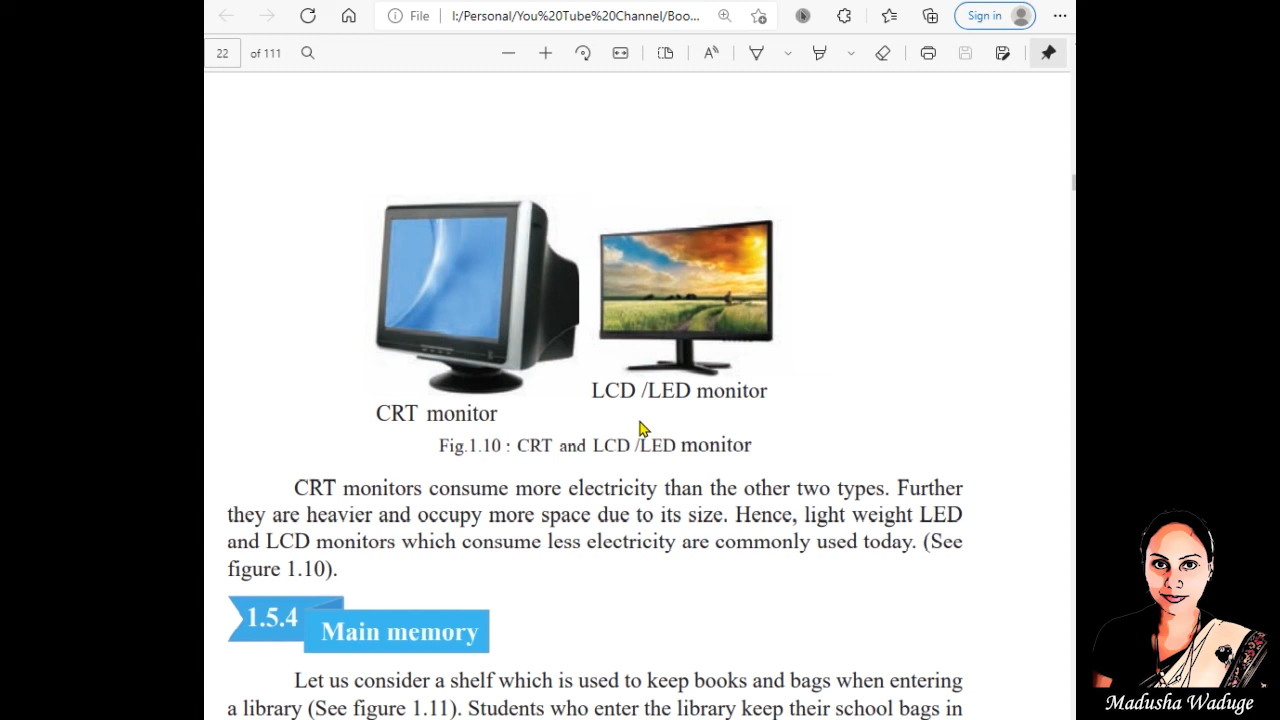 File
I:/Personal/You%20Tube%20Channel/Boo...
Sign in
22 of 111
LCD /LED monitor
CRT monitor
Fig.1.10 : CRT and LCD /LED monitor
CRT monitors consume more electricity than the other two types. Further
they are heavier and occupy more space due to its size. Hence, light weight LED
and LCD monitors which consume less electricity are commonly used today. (See
figure 1.10).
1.5.4
Main memory
Let us consider a shelf which is used to keep books and bags when entering
a library (See figure 1.11). Students who enter the library keep their school bags in
Madusha Waduge